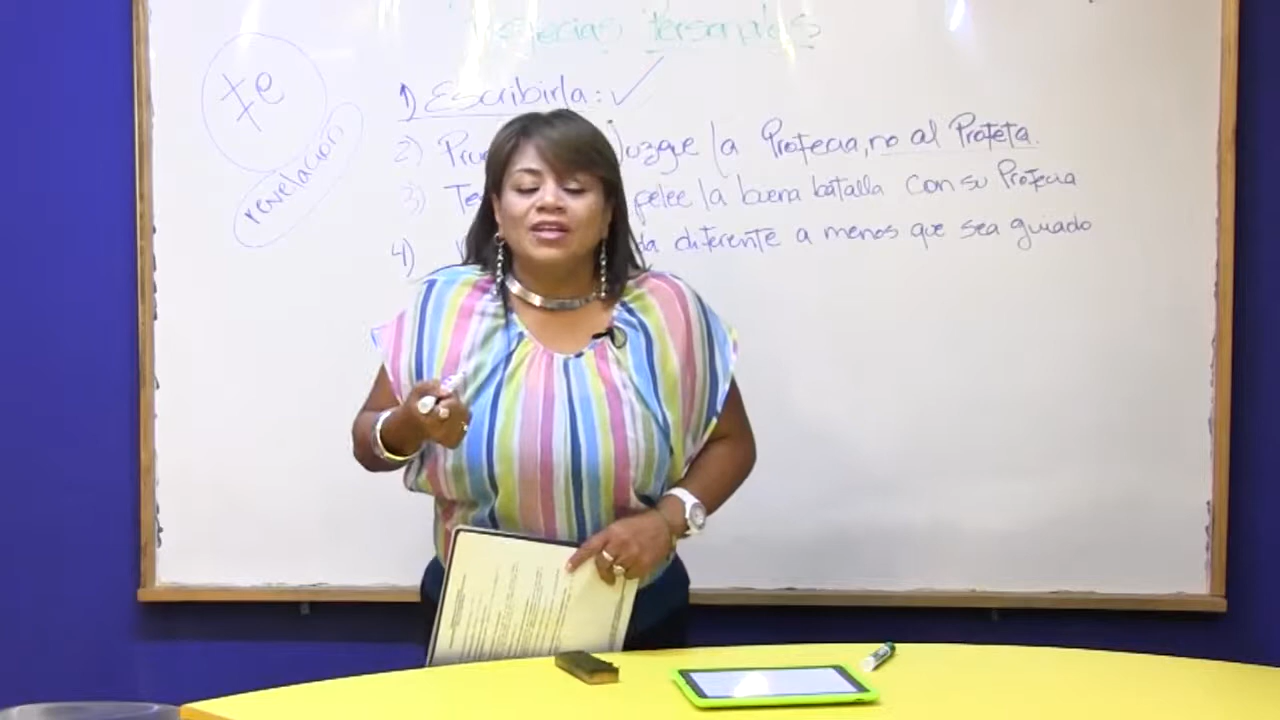 Profecias Personales
fe
revelación
1) Escribirla: ✓
2) juzgue la Profecia, no al Profeta.
3) pelee la buena batalla con su Profecia
4) diferente a menos que sea guiado